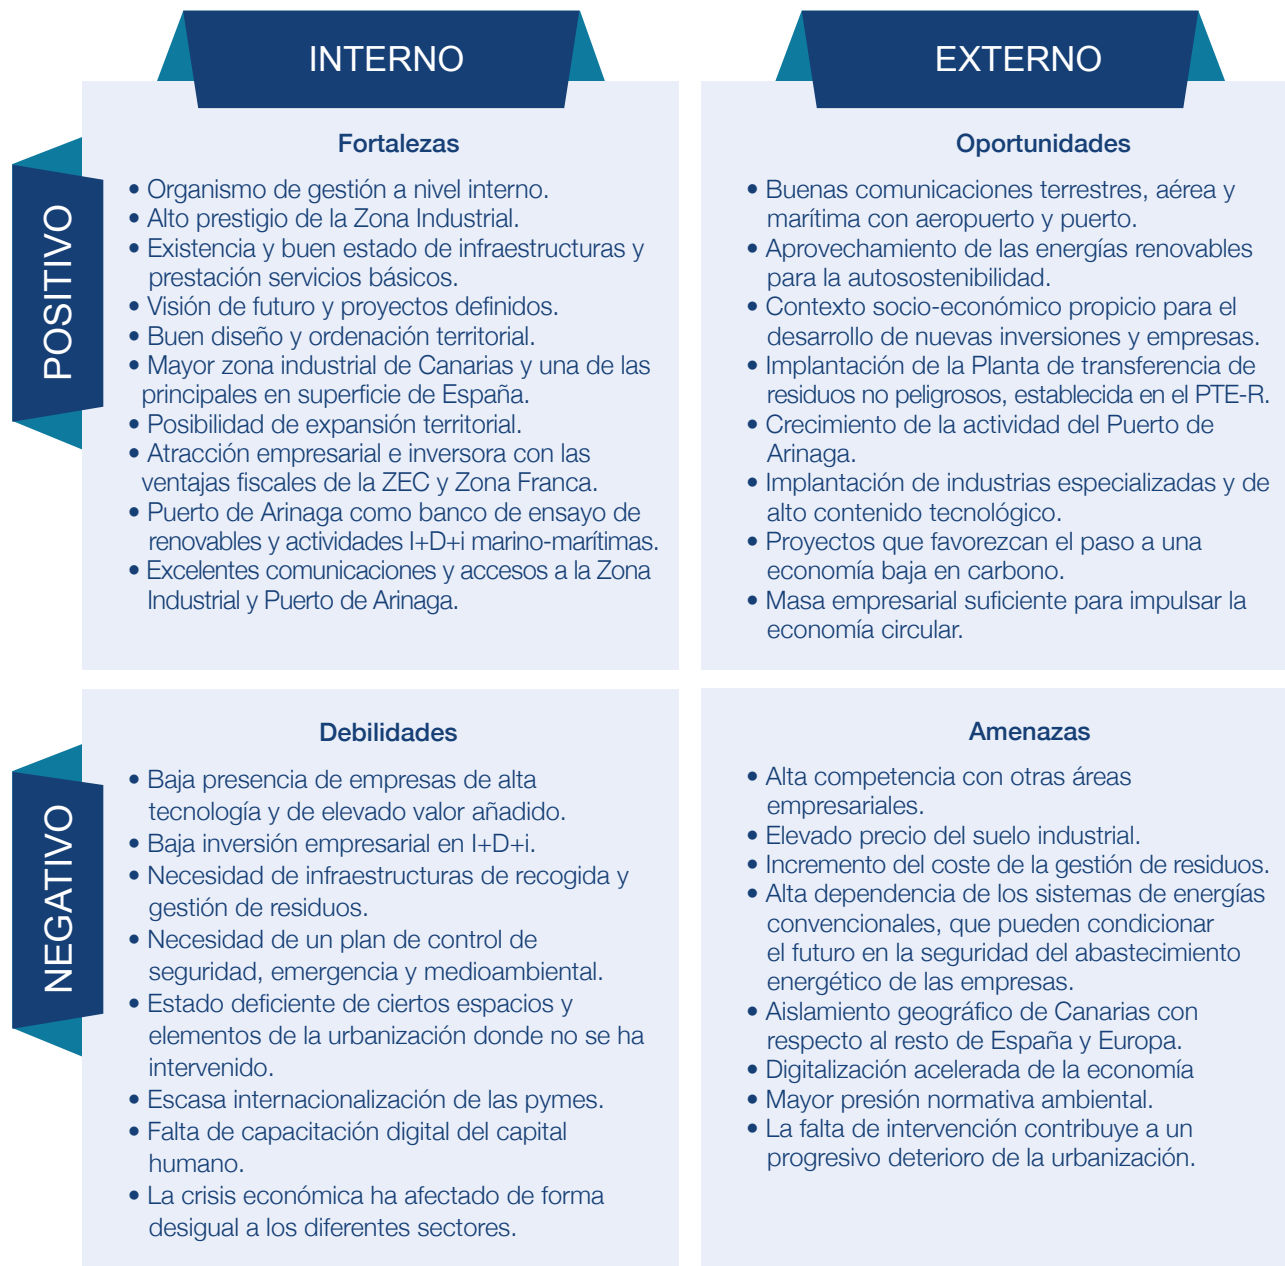 INTERNO
EXTERNO
POSITIVO
Fortalezas
• Organismo de gestión a nivel interno.
• Alto prestigio de la Zona Industrial.
• Existencia y buen estado de infraestructuras y
prestación servicios básicos.
• Visión de futuro y proyectos definidos.
• Buen diseño y ordenación territorial.
• Mayor zona industrial de Canarias y una de las
principales en superficie de España.
• Posibilidad de expansión territorial.
• Atracción empresarial e inversora con las
ventajas fiscales de la ZEC y Zona Franca.
• Puerto de Arinaga como banco de ensayo de
renovables y actividades I+D+i marino-marítimas.
• Excelentes comunicaciones y accesos a la Zona
Industrial y Puerto de Arinaga.
Oportunidades
• Buenas comunicaciones terrestres, aérea y
marítima con aeropuerto y puerto.
• Aprovechamiento de las energías renovables
para la autosostenibilidad.
• Contexto socio-económico propicio para el
desarrollo de nuevas inversiones y empresas.
• Implantación de la Planta de transferencia de
residuos no peligrosos, establecida en el PTE-R.
• Crecimiento de la actividad del Puerto de
Arinaga.
• Implantación de industrias especializadas y de
alto contenido tecnológico.
• Proyectos que favorezcan el paso a una
economía baja en carbono.
• Masa empresarial suficiente para impulsar la
economía circular.
NEGATIVO
Debilidades
• Baja presencia de empresas de alta
tecnología y de elevado valor añadido.
• Baja inversión empresarial en I+D+i.
• Necesidad de infraestructuras de recogida y
gestión de residuos.
• Necesidad de un plan de control de
seguridad, emergencia y medioambiental.
• Estado deficiente de ciertos espacios y
elementos de la urbanización donde no se ha
intervenido.
• Escasa internacionalización de las pymes.
• Falta de capacitación digital del capital
humano.
• La crisis económica ha afectado de forma
desigual a los diferentes sectores.
Amenazas
• Alta competencia con otras áreas
empresariales.
• Elevado precio del suelo industrial.
• Incremento del coste de la gestión de residuos.
• Alta dependencia de los sistemas de energías
convencionales, que pueden condicionar
el futuro en la seguridad del abastecimiento
energético de las empresas.
• Aislamiento geográfico de Canarias con
respecto al resto de España y Europa.
• Digitalización acelerada de la economía
• Mayor presión normativa ambiental.
• La falta de intervención contribuye a un
progresivo deterioro de la urbanización.